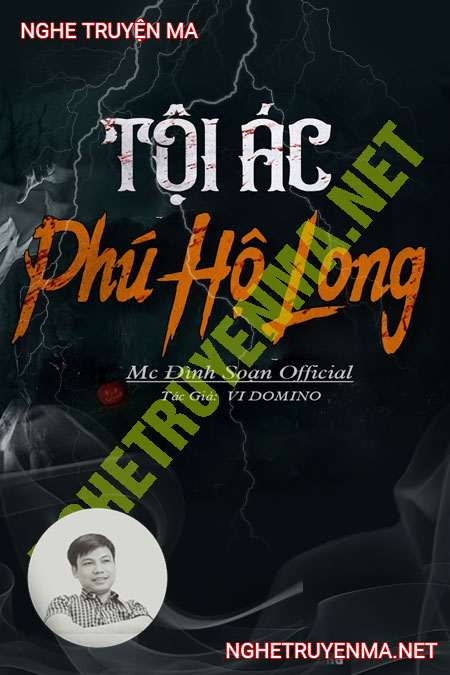 NGHE TRUYỆN MA
TỘI ÁC
Phú Hộ Long
Mc Đình Soạn Official
Tác Giả: VI DOMINO
NGHETRUYENMA.NET
NGHETRUYENMA.NET